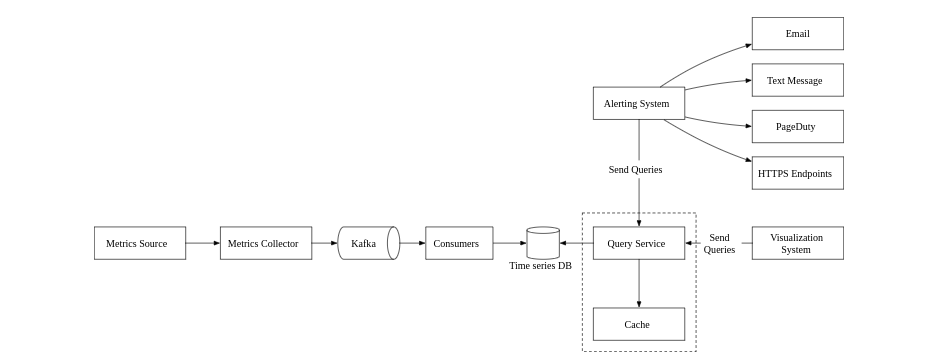 Email
Text Message
Alerting System
PageDuty
HTTPS Endpoints
Send Queries
Metrics Source
Metrics Collector
Kafka
Consumers
Time series DB
Query Service
Send
Queries
Visualization
System
Cache